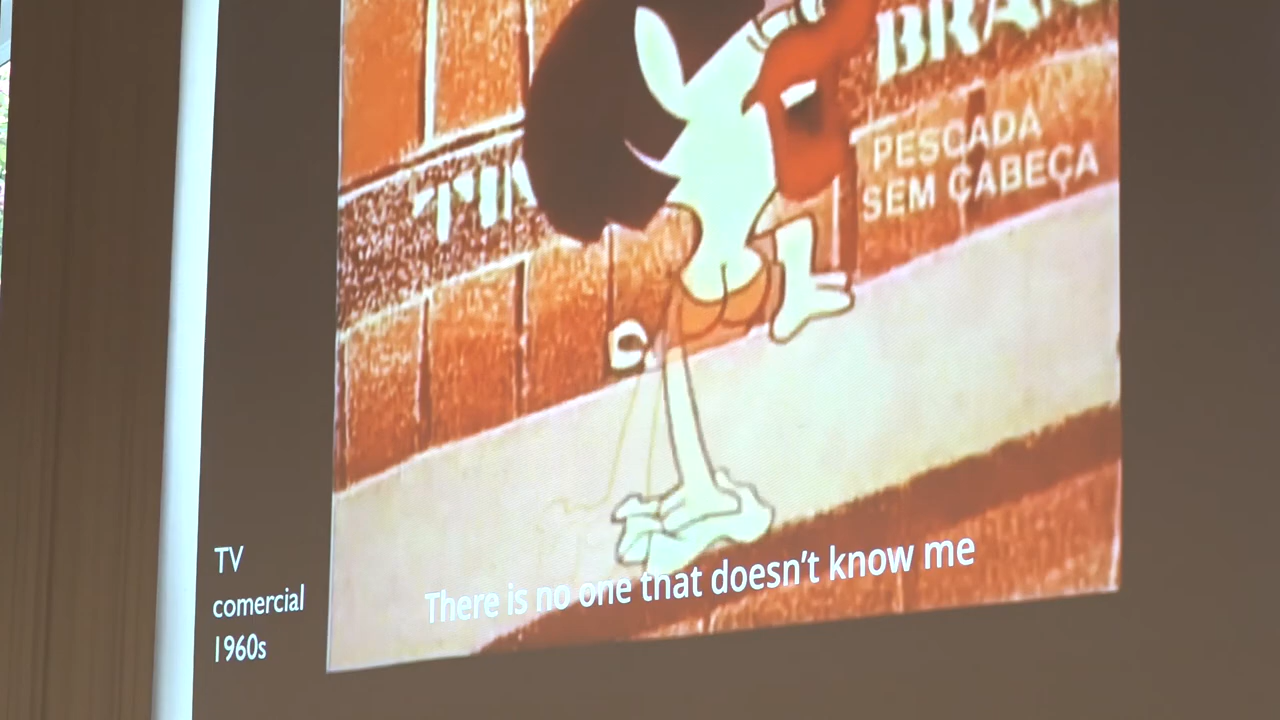 PESCADA
SEM CABEÇA
There is no one that doesn't know me
TV
comercial
1960s